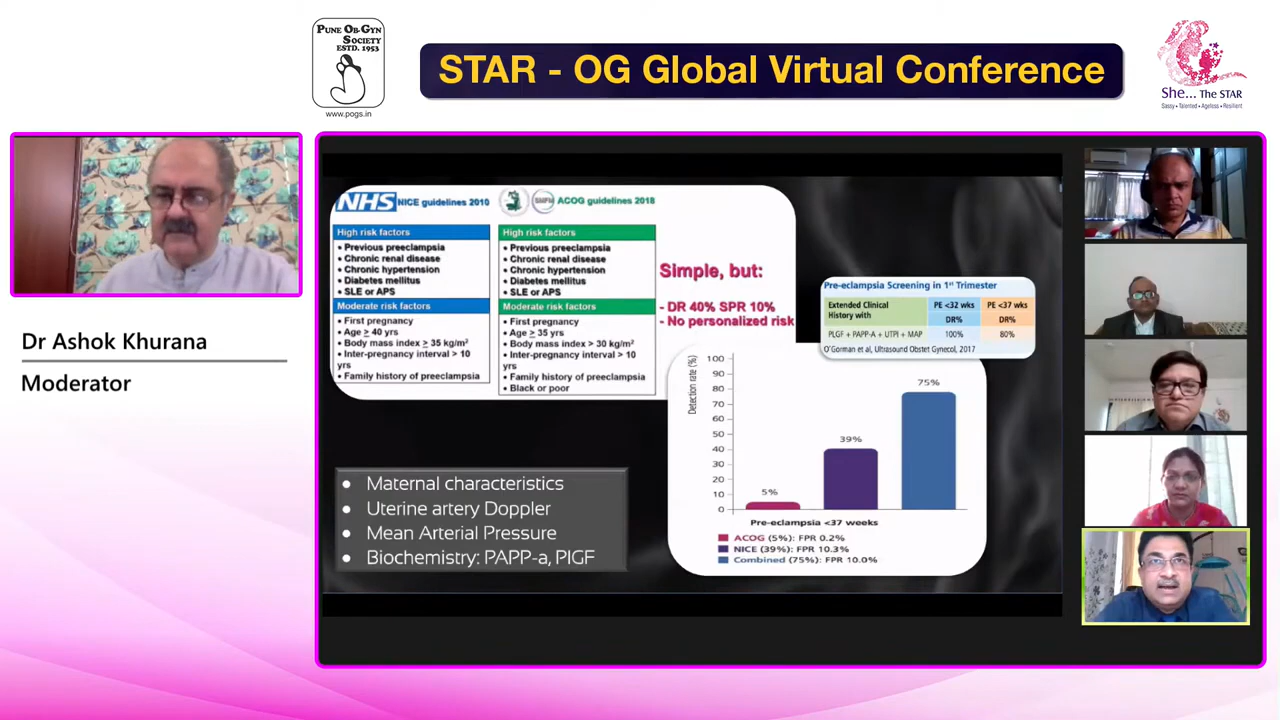 PUNE OB-GYN
SOCIETY
ESTD. 1953
www.pogs.in
STAR - OG Global Virtual Conference
She... The STAR
Sassy • Talented • Ageless • Resilient
Dr Ashok Khurana
Moderator
NHS NICE guidelines 2010
High risk factors
• Previous preeclampsia
• Chronic renal disease
• Chronic hypertension
• Diabetes mellitus
• SLE or APS
Moderate risk factors
• First pregnancy
• Age ≥ 40 yrs
• Body mass index ≥ 35 kg/m²
• Inter-pregnancy interval > 10
yrs
• Family history of preeclampsia
ACOG guidelines 2018
High risk factors
• Previous preeclampsia
• Chronic renal disease
• Chronic hypertension
• Diabetes mellitus
• SLE or APS
Moderate risk factors
• First pregnancy
• Age ≥ 35 yrs
• Body mass index > 30 kg/m²
• Inter-pregnancy interval > 10
yrs
• Family history of preeclampsia
• Black or poor
Simple, but:
- DR 40% SPR 10%
- No personalized risk
Pre-eclampsia Screening in 1st Trimester
Extended Clinical
History with
PE <32 wks
DR%
PE <37 wks
DR%
PLGF + PAPP-A + UTPI + MAP 100% 80%
O'Gorman et al, Ultrasound Obstet Gynecol, 2017
Detection rate (%)
100
90
80
70
60
50
40
30
20
10
0
5%
39%
75%
Pre-eclampsia <37 weeks
ACOG (5%): FPR 0.2%
NICE (39%): FPR 10.3%
Combined (75%): FPR 10.0%
• Maternal characteristics
• Uterine artery Doppler
• Mean Arterial Pressure
• Biochemistry: PAPP-a, PlGF